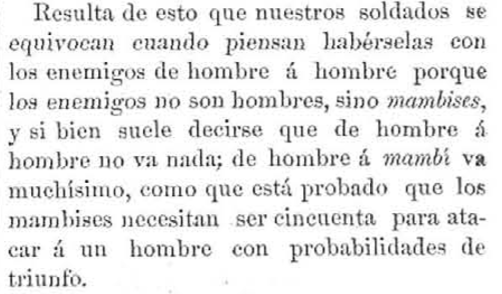 Resulta de esto que nuestros soldados se
equivocan cuando piensan habérselas con
los enemigos de hombre á hombre porque
los enemigos no son hombres, sino mambises,
y si bien suele decirse que de hombre á
hombre no va nada; de hombre á mambí va
muchísimo, como que está probado que los
mambises necesitan ser cincuenta para ata-
car á un hombre con probabilidades de
triunfo.